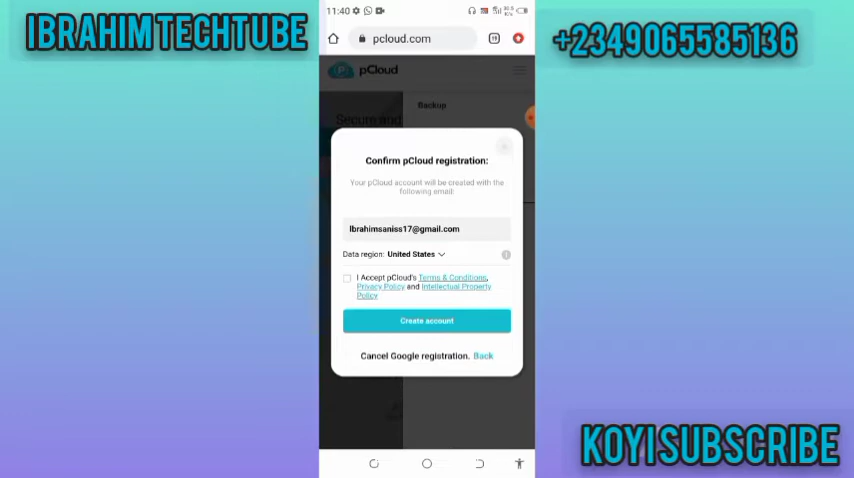 IBRAHIM TECHTUBE
+2349065585136
11:40
pcloud.com
pCloud
Backup
Secure and
Confirm pCloud registration:
Your pCloud account will be created with the
following email:
Ibrahimsaniss17@gmail.com
Data region: United States
I Accept pCloud's Terms & Conditions,
Privacy Policy and Intellectual Property
Policy
Create account
Cancel Google registration. Back
KOYI SUBSCRIBE